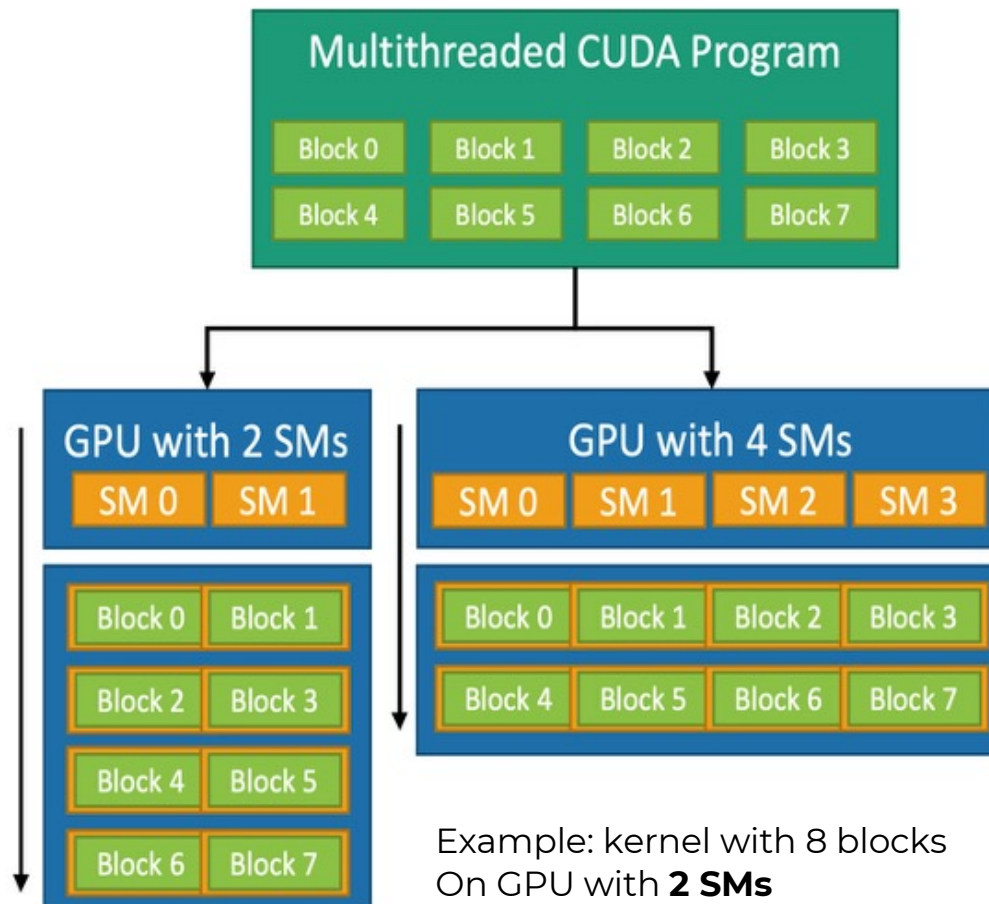 Multithreaded CUDA Program
Block 0 Block 1 Block 2 Block 3
Block 4 Block 5 Block 6 Block 7
GPU with 2 SMs
SM 0 SM 1
Block 0 Block 1
Block 2 Block 3
Block 4 Block 5
Block 6 Block 7
GPU with 4 SMs
SM 0 SM 1 SM 2 SM 3
Block 0 Block 1 Block 2 Block 3
Block 4 Block 5 Block 6 Block 7
Example: kernel with 8 blocks
On GPU with 2 SMs